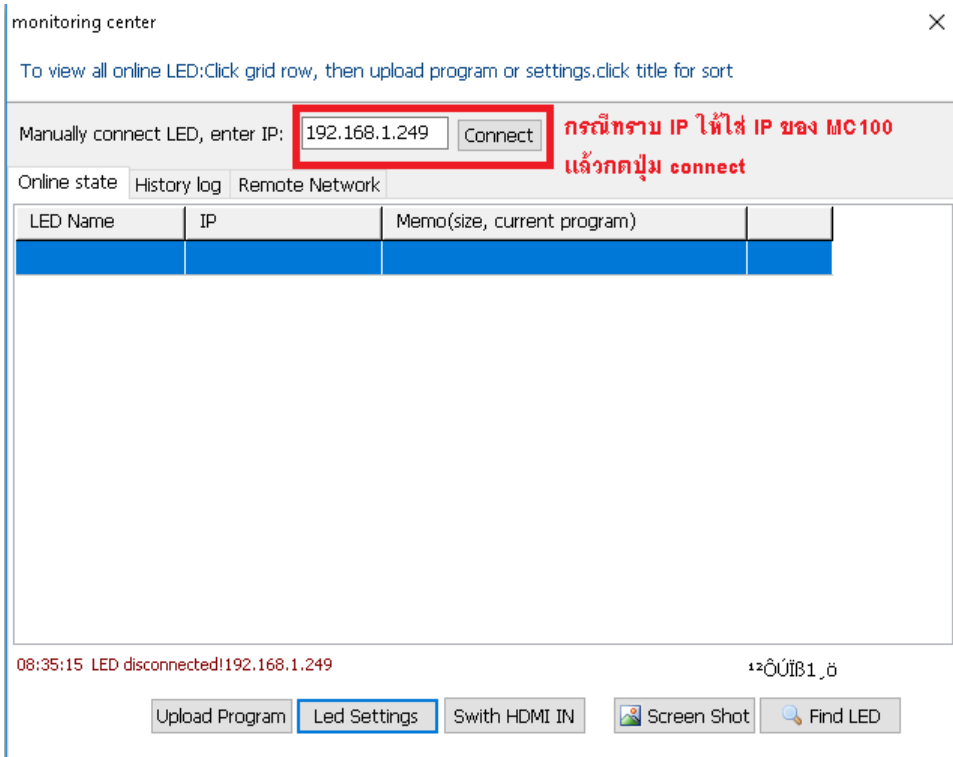 monitoring center
To view all online LED:Click grid row, then upload program or settings.click title for sort
Manually connect LED, enter IP: 192.168.1.249 Connect
กรณีทราบ IP ให้ใส่ IP ของ MC100
แล้วกดปุ่ม connect
Online state History log Remote Network
LED Name IP Memo(size, current program)
08:35:15 LED disconnected!192.168.1.249 ¹²ÔÚÏß1¸ö
Upload Program Led Settings Swith HDMI IN Screen Shot Find LED